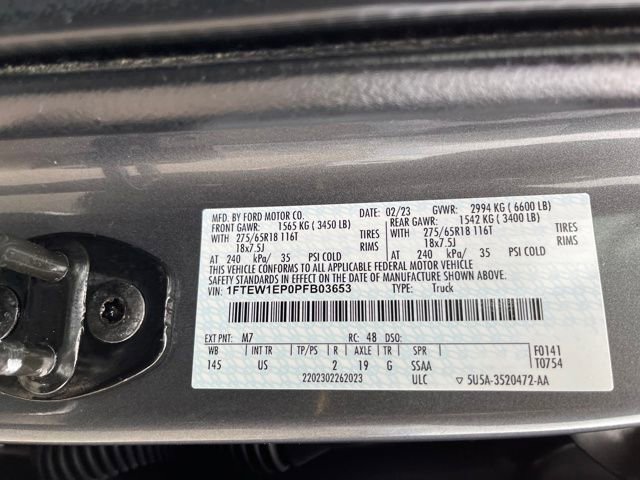 MFD. BY FORD MOTOR CO. DATE: 02/23 GVWR: 2994 KG ( 6600 LB)
FRONT GAWR: 1565 KG ( 3450 LB) REAR GAWR: 1542 KG ( 3400 LB)
WITH 275/65R18 116T TIRES WITH 275/65R18 116T TIRES
18x7.5J RIMS 18x7.5J RIMS
AT 240 kPa/ 35 PSI COLD AT 240 kPa/ 35 PSI COLD
THIS VEHICLE CONFORMS TO ALL APPLICABLE FEDERAL MOTOR VEHICLE
SAFETY STANDARDS IN EFFECT ON THE DATE OF MANUFACTURE SHOWN ABOVE.
VIN: 1FTEW1EP0PFB03653 TYPE: Truck
EXT PNT: M7 RC: 48 DSO:
WB INT TR TP/PS R AXLE TR SPR F0141
145 US 2 19 G SSAA T0754
2202302262023 ULC ▽ 5U5A-3520472-AA